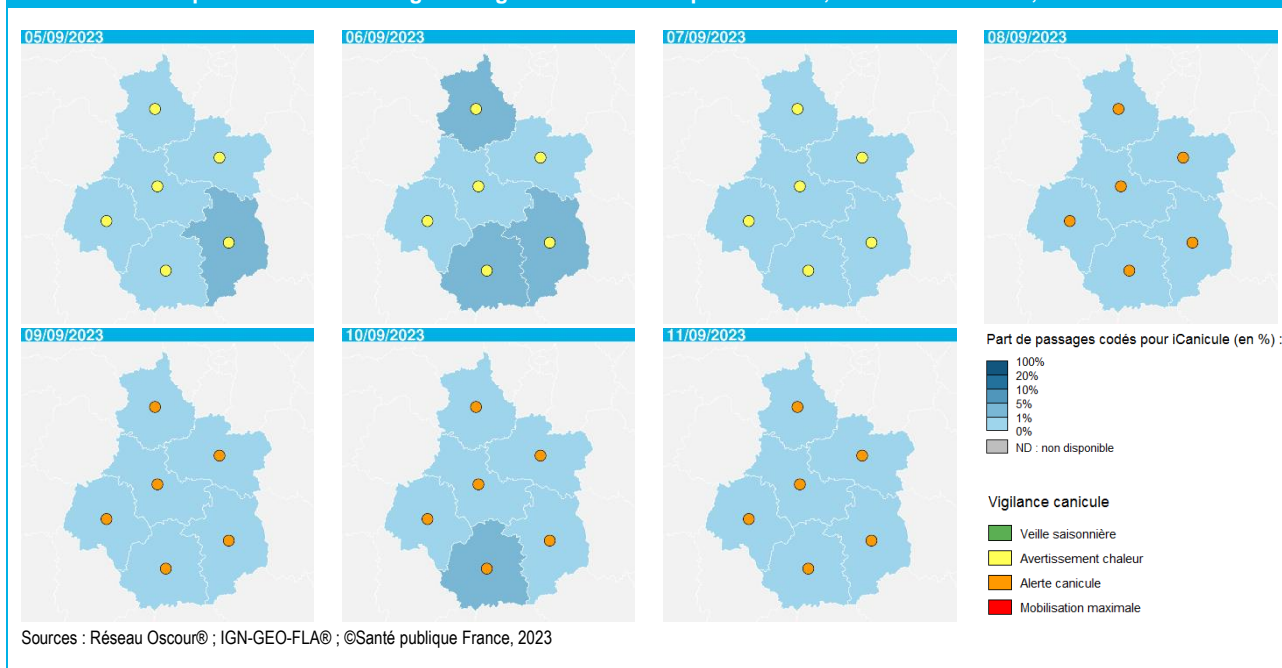 05/09/2023
06/09/2023
07/09/2023
08/09/2023
09/09/2023
10/09/2023
11/09/2023
Part de passages codés pour iCanicule (en %) :
100%
20%
10%
5%
1%
0%
ND : non disponible
Vigilance canicule
Veille saisonnière
Avertissement chaleur
Alerte canicule
Mobilisation maximale
Sources : Réseau Oscour® ; IGN-GEO-FLA® ; ©Santé publique France, 2023